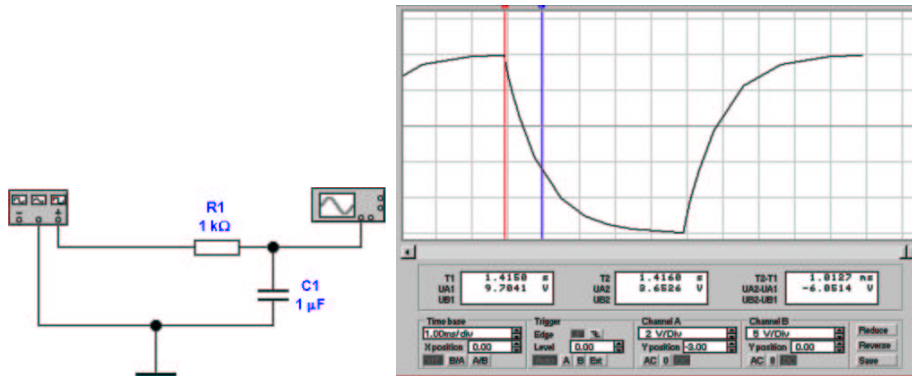 R1
1 kΩ
C1
1 µF
T1 1.4150 s
UA1 9.7041 V
UB1
T2 1.4160 s
UA2 3.6526 V
UB2
T2-T1 1.0127 ms
UA2-UA1 -6.0514 V
UB2-UB1
Time base
1.00ms/div
X position 0.00
B/A A/B
Trigger
Edge
Level 0.00
A B Ext
Channel A
2 V/Div
Y position -3.00
AC 0
Channel B
5 V/Div
Y position 0.00
AC 0
Reduce
Reverse
Save